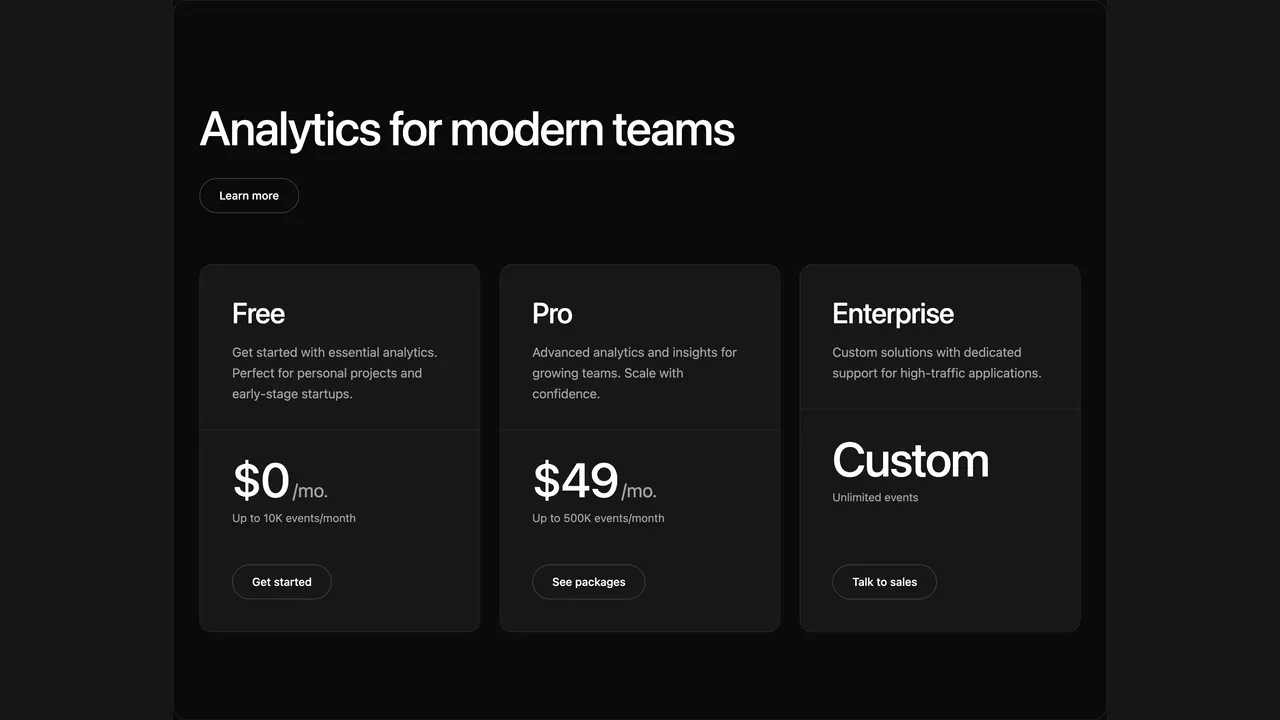 Analytics for modern teams
Learn more
Free
Get started with essential analytics.
Perfect for personal projects and
early-stage startups.
$0/mo.
Up to 10K events/month
Get started
Pro
Advanced analytics and insights for
growing teams. Scale with
confidence.
$49/mo.
Up to 500K events/month
See packages
Enterprise
Custom solutions with dedicated
support for high-traffic applications.
Custom
Unlimited events
Talk to sales